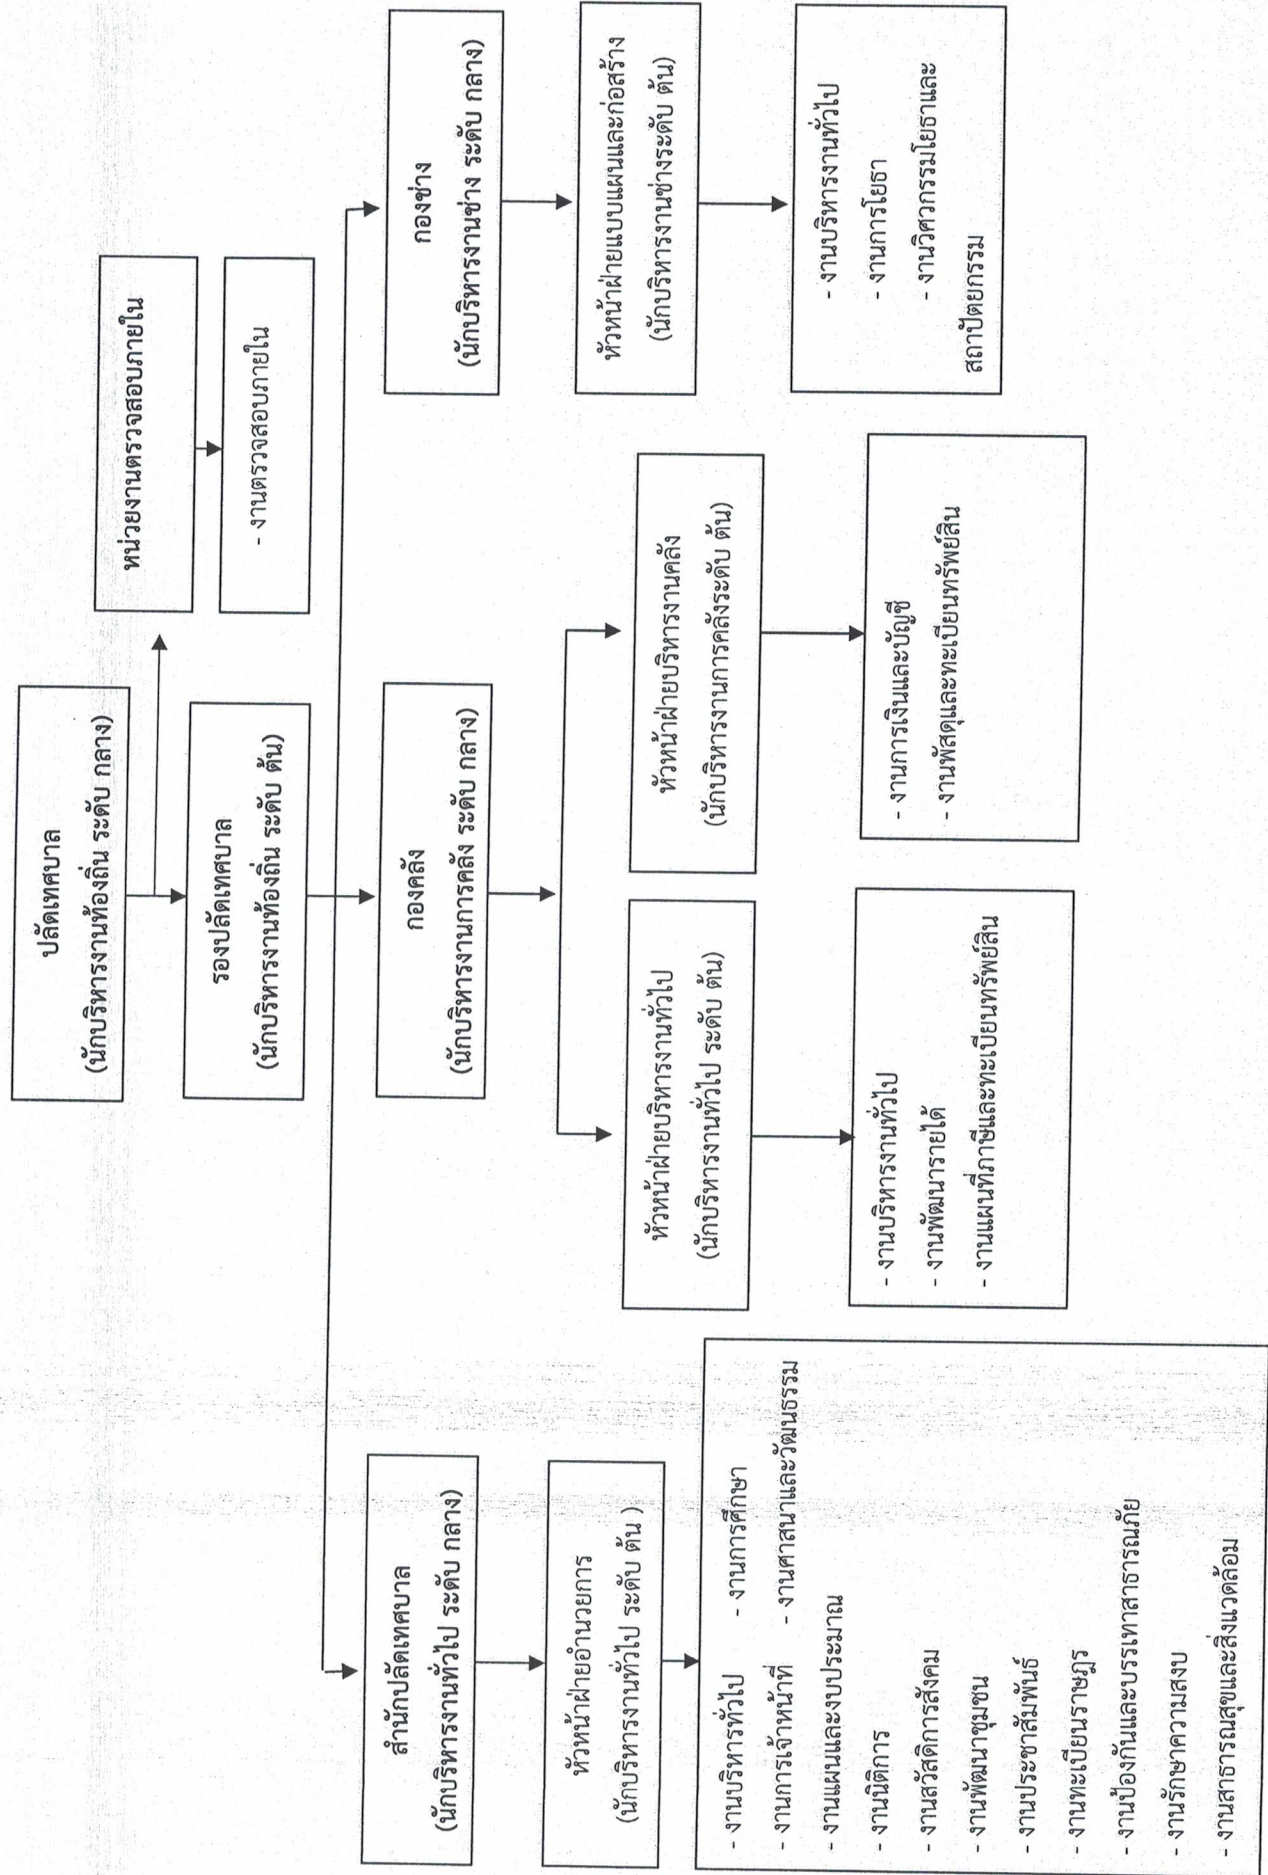 ปลัดเทศบาล
(นักบริหารงานท้องถิ่น ระดับ กลาง)
หน่วยงานตรวจสอบภายใน
- งานตรวจสอบภายใน
รองปลัดเทศบาล
(นักบริหารงานท้องถิ่น ระดับ ต้น)
สำนักปลัดเทศบาล
(นักบริหารงานทั่วไป ระดับ กลาง)
หัวหน้าฝ่ายอำนวยการ
(นักบริหารงานทั่วไป ระดับ ต้น )
- งานบริหารทั่วไป - งานการศึกษา
- งานการเจ้าหน้าที่ - งานศาสนาและวัฒนธรรม
- งานแผนและงบประมาณ
- งานนิติการ
- งานสวัสดิการสังคม
- งานพัฒนาชุมชน
- งานประชาสัมพันธ์
- งานทะเบียนราษฎร
- งานป้องกันและบรรเทาสาธารณภัย
- งานรักษาความสงบ
- งานสาธารณสุขและสิ่งแวดล้อม
กองคลัง
(นักบริหารงานการคลัง ระดับ กลาง)
หัวหน้าฝ่ายบริหารงานทั่วไป
(นักบริหารงานทั่วไป ระดับ ต้น)
- งานบริหารงานทั่วไป
- งานพัฒนารายได้
- งานแผนที่ภาษีและทะเบียนทรัพย์สิน
หัวหน้าฝ่ายบริหารงานคลัง
(นักบริหารงานการคลังระดับ ต้น)
- งานการเงินและบัญชี
- งานพัสดุและทะเบียนทรัพย์สิน
กองช่าง
(นักบริหารงานช่าง ระดับ กลาง)
หัวหน้าฝ่ายแบบแผนและก่อสร้าง
(นักบริหารงานช่างระดับ ต้น)
- งานบริหารงานทั่วไป
- งานการโยธา
- งานวิศวกรรมโยธาและ
สถาปัตยกรรม